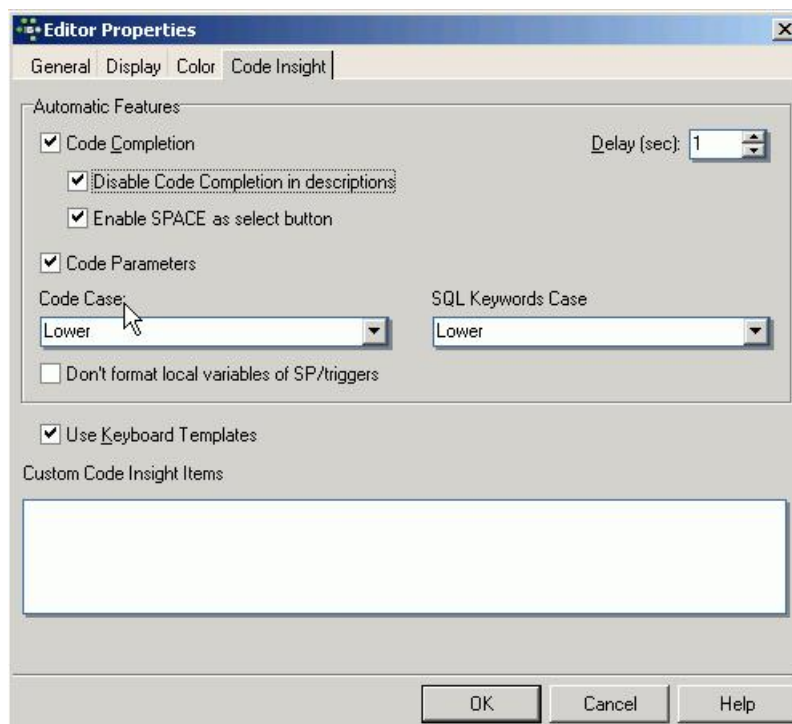 Editor Properties
General Display Color Code Insight
Automatic Features
Code Completion Delay (sec): 1
Disable Code Completion in descriptions
Enable SPACE as select button
Code Parameters
Code Case: SQL Keywords Case
Lower Lower
Don't format local variables of SP/triggers
Use Keyboard Templates
Custom Code Insight Items
OK Cancel Help